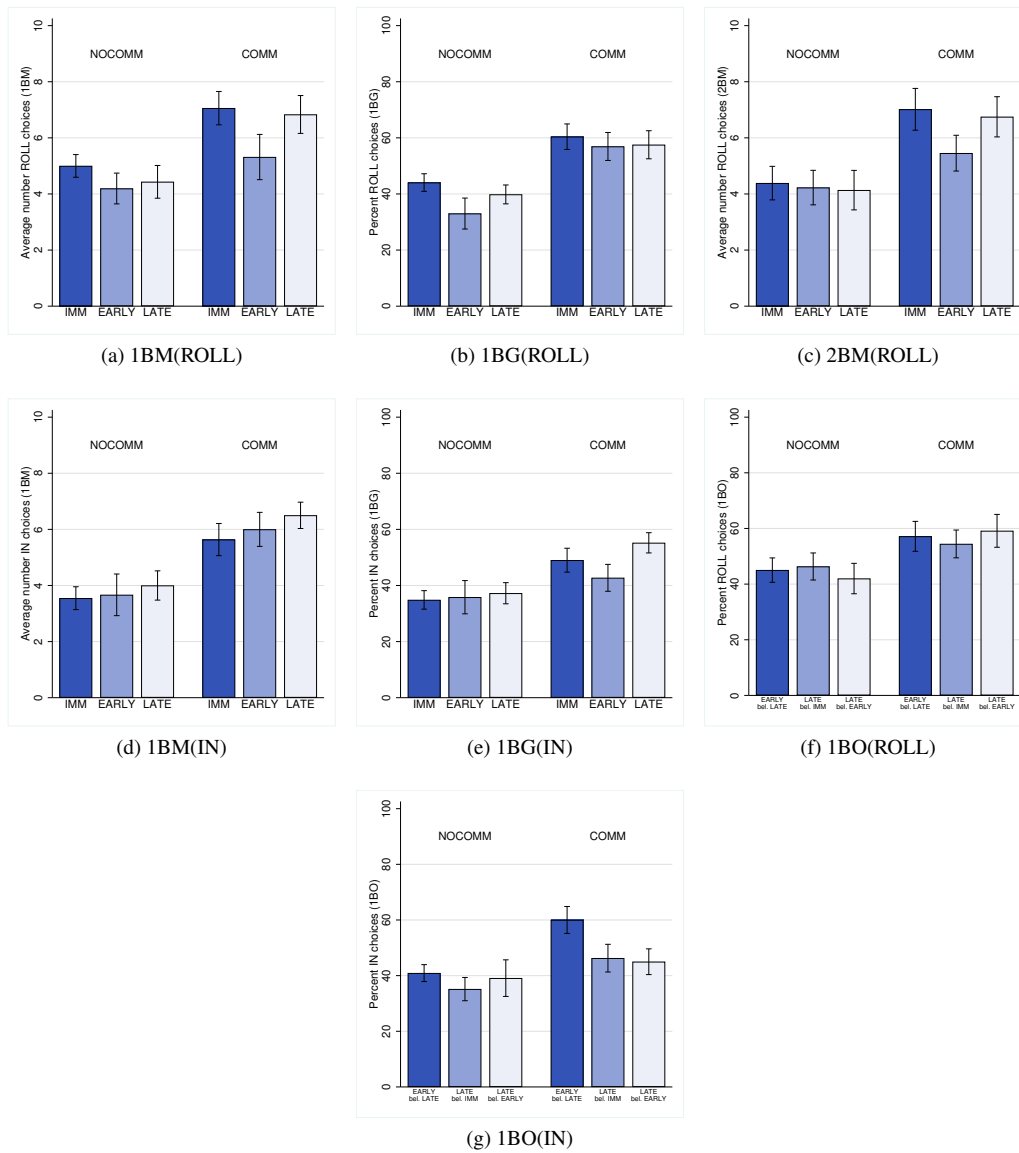 Average number ROLL choices (1BM)
0 2 4 6 8 10
NOCOMM COMM
IMM EARLY LATE IMM EARLY LATE
(a) 1BM(ROLL)
Percent ROLL choices (1BG)
0 20 40 60 80 100
NOCOMM COMM
IMM EARLY LATE IMM EARLY LATE
(b) 1BG(ROLL)
Average number ROLL choices (2BM)
0 2 4 6 8 10
NOCOMM COMM
IMM EARLY LATE IMM EARLY LATE
(c) 2BM(ROLL)
Average number IN choices (1BM)
0 2 4 6 8 10
NOCOMM COMM
IMM EARLY LATE IMM EARLY LATE
(d) 1BM(IN)
Percent IN choices (1BG)
0 20 40 60 80 100
NOCOMM COMM
IMM EARLY LATE IMM EARLY LATE
(e) 1BG(IN)
Percent ROLL choices (1BO)
0 20 40 60 80 100
NOCOMM COMM
EARLY LATE LATE EARLY LATE LATE
bel. LATE bel. IMM bel. EARLY bel. LATE bel. IMM bel. EARLY
(f) 1BO(ROLL)
Percent IN choices (1BO)
0 20 40 60 80 100
NOCOMM COMM
EARLY LATE LATE EARLY LATE LATE
bel. LATE bel. IMM bel. EARLY bel. LATE bel. IMM bel. EARLY
(g) 1BO(IN)